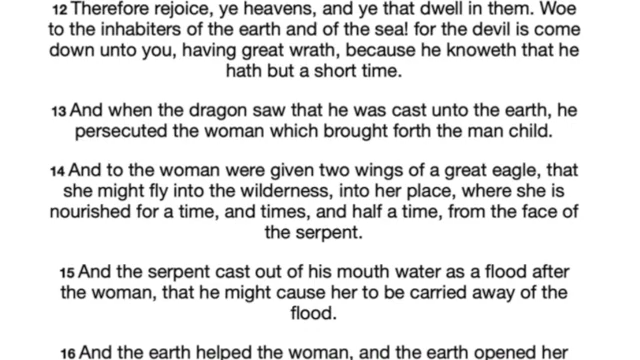 12 Therefore rejoice, ye heavens, and ye that dwell in them. Woe
to the inhabiters of the earth and of the sea! for the devil is come
down unto you, having great wrath, because he knoweth that he
hath but a short time.
13 And when the dragon saw that he was cast unto the earth, he
persecuted the woman which brought forth the man child.
14 And to the woman were given two wings of a great eagle, that
she might fly into the wilderness, into her place, where she is
nourished for a time, and times, and half a time, from the face of
the serpent.
15 And the serpent cast out of his mouth water as a flood after
the woman, that he might cause her to be carried away of the
flood.
16 And the earth helped the woman, and the earth opened her